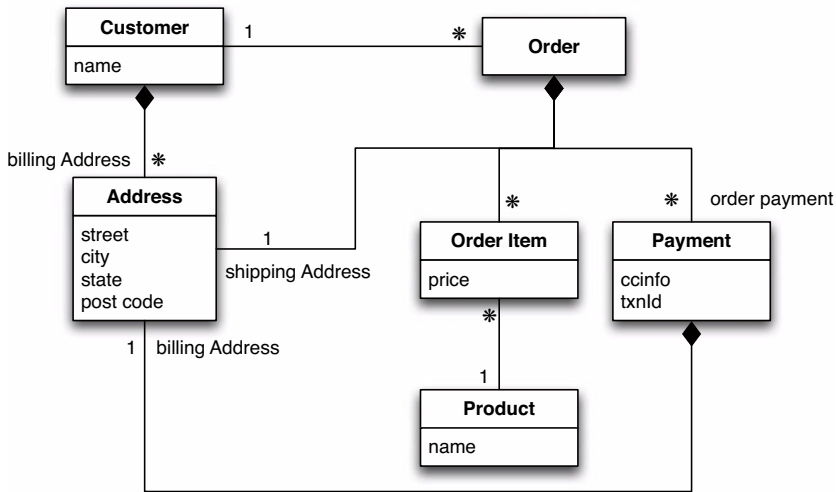 Customer
name
1
*
Order
billing Address
*
Address
street
city
state
post code
1
shipping Address
*
Order Item
price
*
order payment
Payment
ccinfo
txnId
*
1
Product
name
1
billing Address